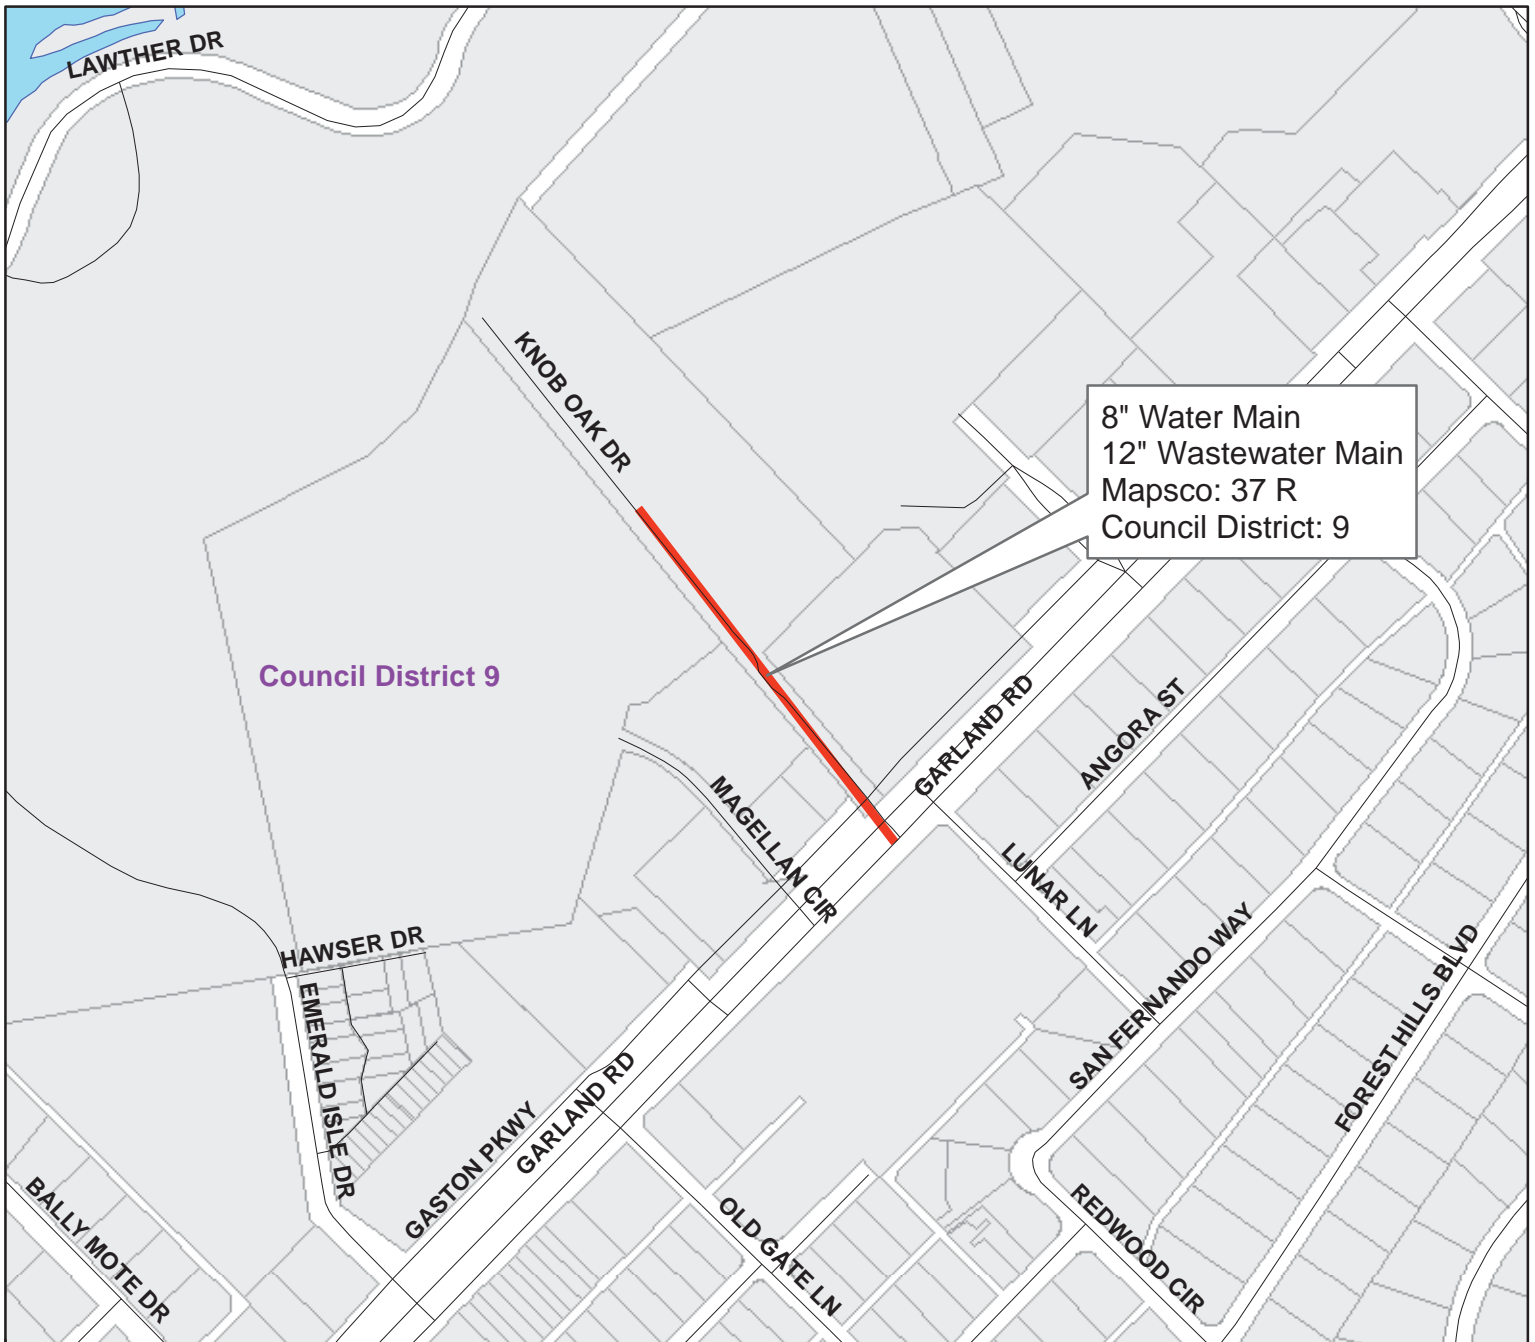 LAWTHER DR
KNOB OAK DR
8" Water Main
12" Wastewater Main
Mapsco: 37 R
Council District: 9
Council District 9
GARLAND RD
ANGORA ST
MAGELLAN CIR
LUNAR LN
HAWSER DR
SAN FERNANDO WAY
FOREST HILLS BLVD
EMERALD ISLE DR
GASTON PKWY
GARLAND RD
BALLY MOTE DR
OLD GATE LN
REDWOOD CIR